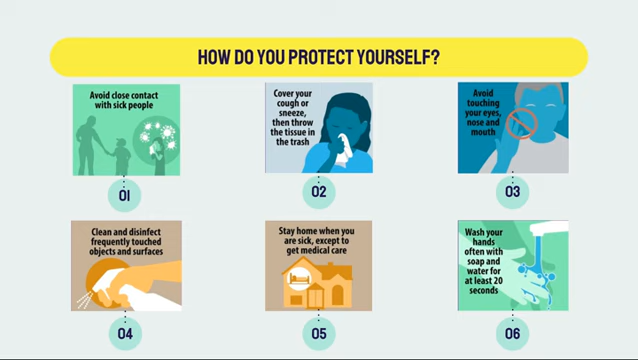 HOW DO YOU PROTECT YOURSELF?
Avoid close contact
with sick people
01
Cover your
cough or
sneeze,
then throw
the tissue in
the trash
02
Avoid
touching
your eyes,
nose and
mouth
03
Clean and disinfect
frequently touched
objects and surfaces
04
Stay home when you
are sick, except to
get medical care
05
Wash your
hands
often with
soap and
water for
at least 20
seconds
06